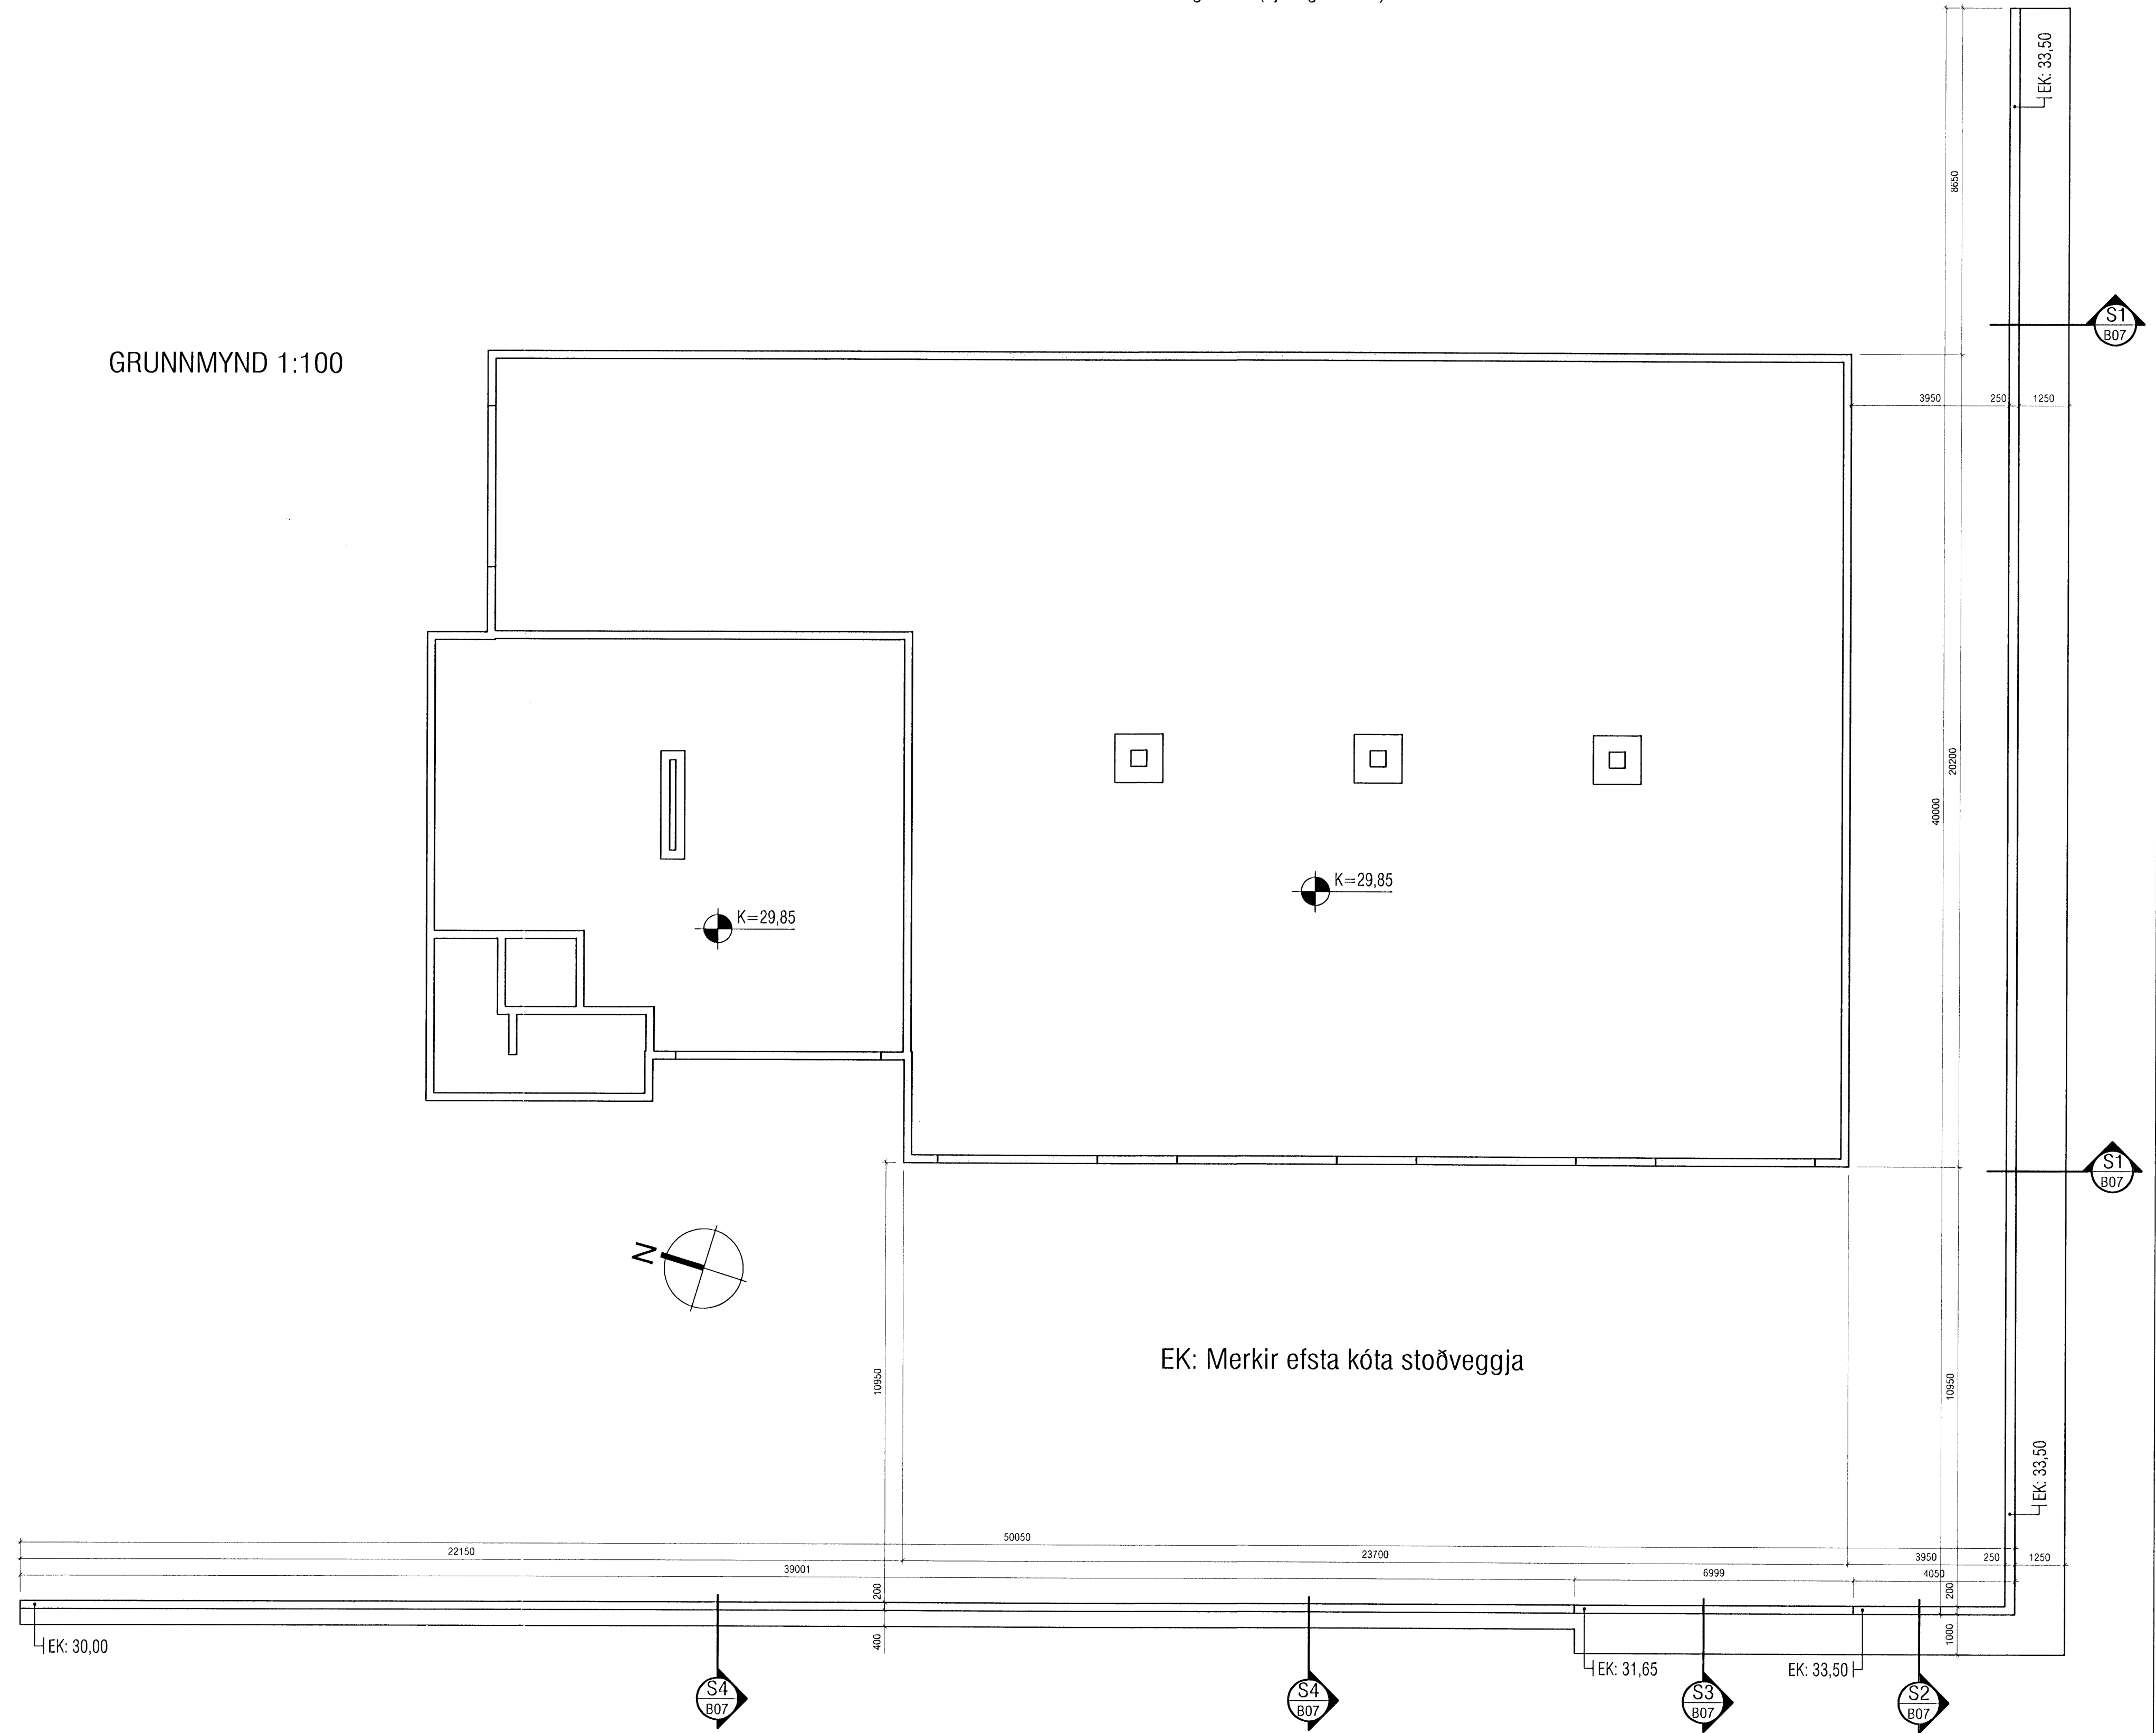 EK: 33,50
8650
S1
B07
GRUNNMYND 1:100
3950
250
1250
20200
40000
K=29,85
K=29,85
S1
B07
N
EK: Merkir efsta kóta stoðveggja
10950
10950
EK: 33,50
50050
22150
23700
3950
250
1250
39001
6999
4050
200
200
400
1000
EK: 30,00
EK: 31,65
EK: 33,50
S4
B07
S4
B07
S3
B07
S2
B07